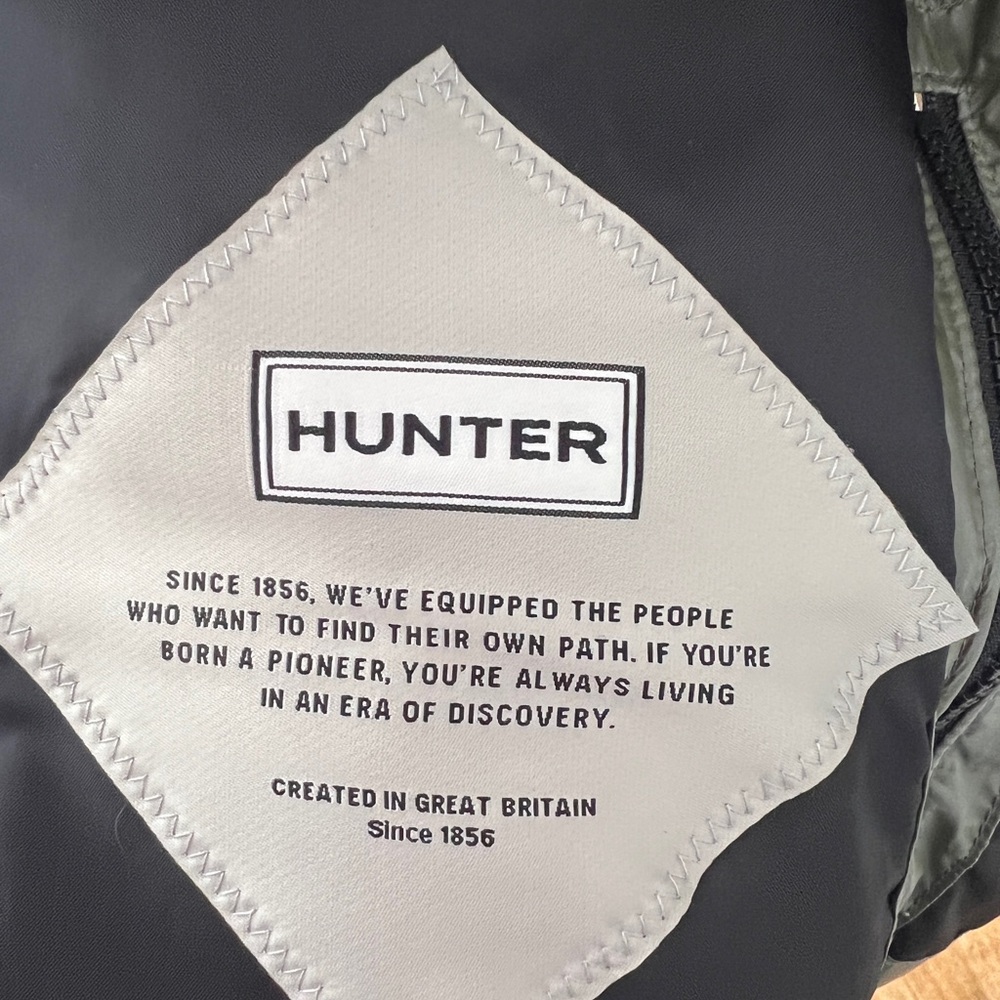 HUNTER
SINCE 1856, WE'VE EQUIPPED THE PEOPLE
WHO WANT TO FIND THEIR OWN PATH. IF YOU'RE
BORN A PIONEER, YOU'RE ALWAYS LIVING
IN AN ERA OF DISCOVERY.
CREATED IN GREAT BRITAIN
Since 1856